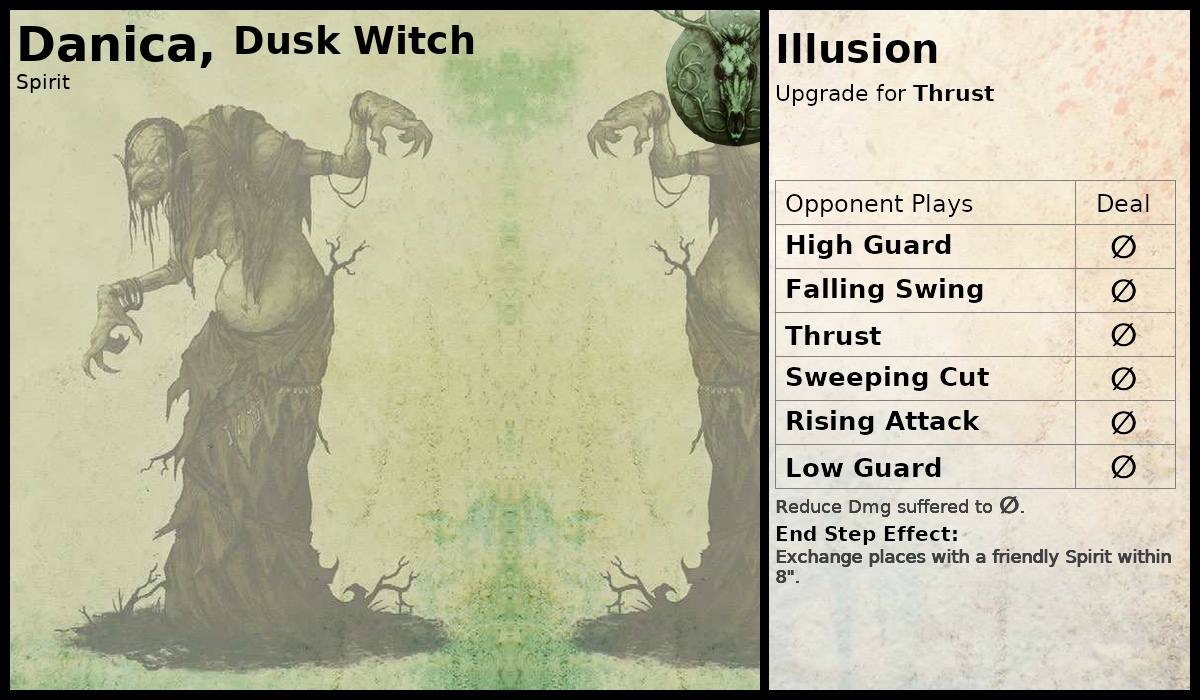 Danica, Dusk Witch
Spirit
Illusion
Upgrade for Thrust
Opponent Plays Deal
High Guard Ø
Falling Swing Ø
Thrust Ø
Sweeping Cut Ø
Rising Attack Ø
Low Guard Ø
Reduce Dmg suffered to Ø.
End Step Effect:
Exchange places with a friendly Spirit within
8".